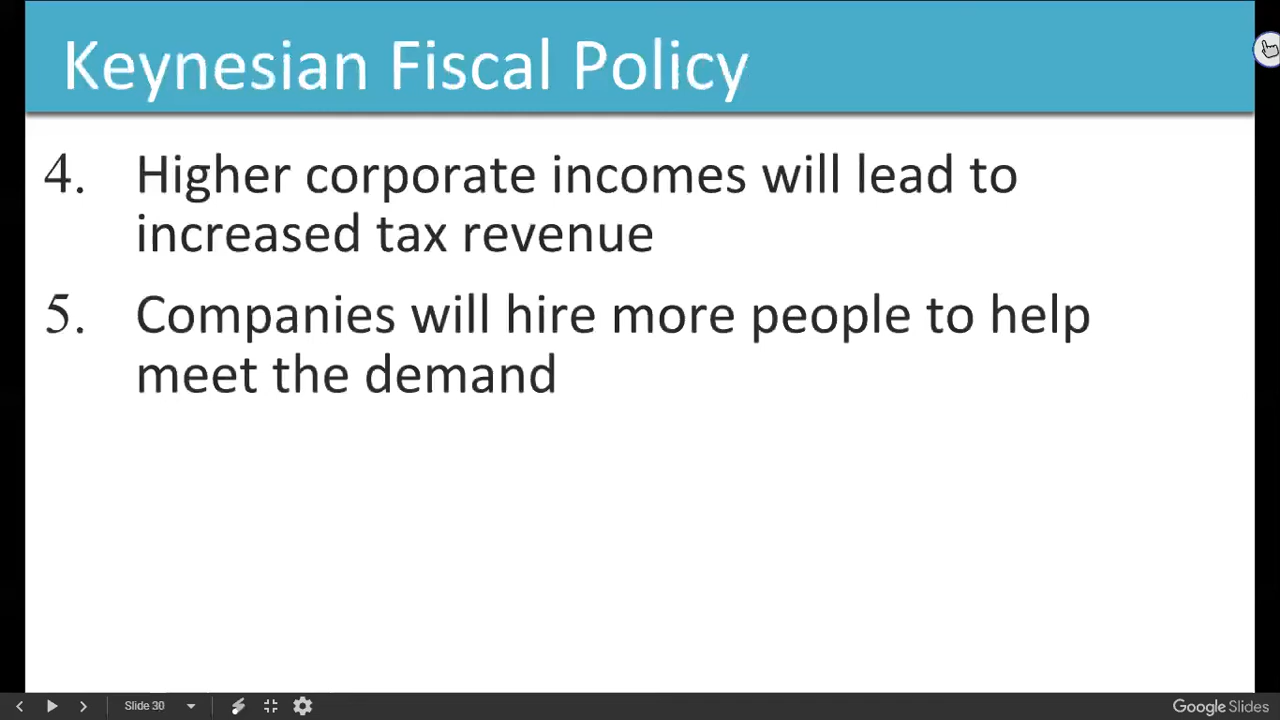 Keynesian Fiscal Policy
4. Higher corporate incomes will lead to
increased tax revenue
5. Companies will hire more people to help
meet the demand
Slide 30
Google Slides